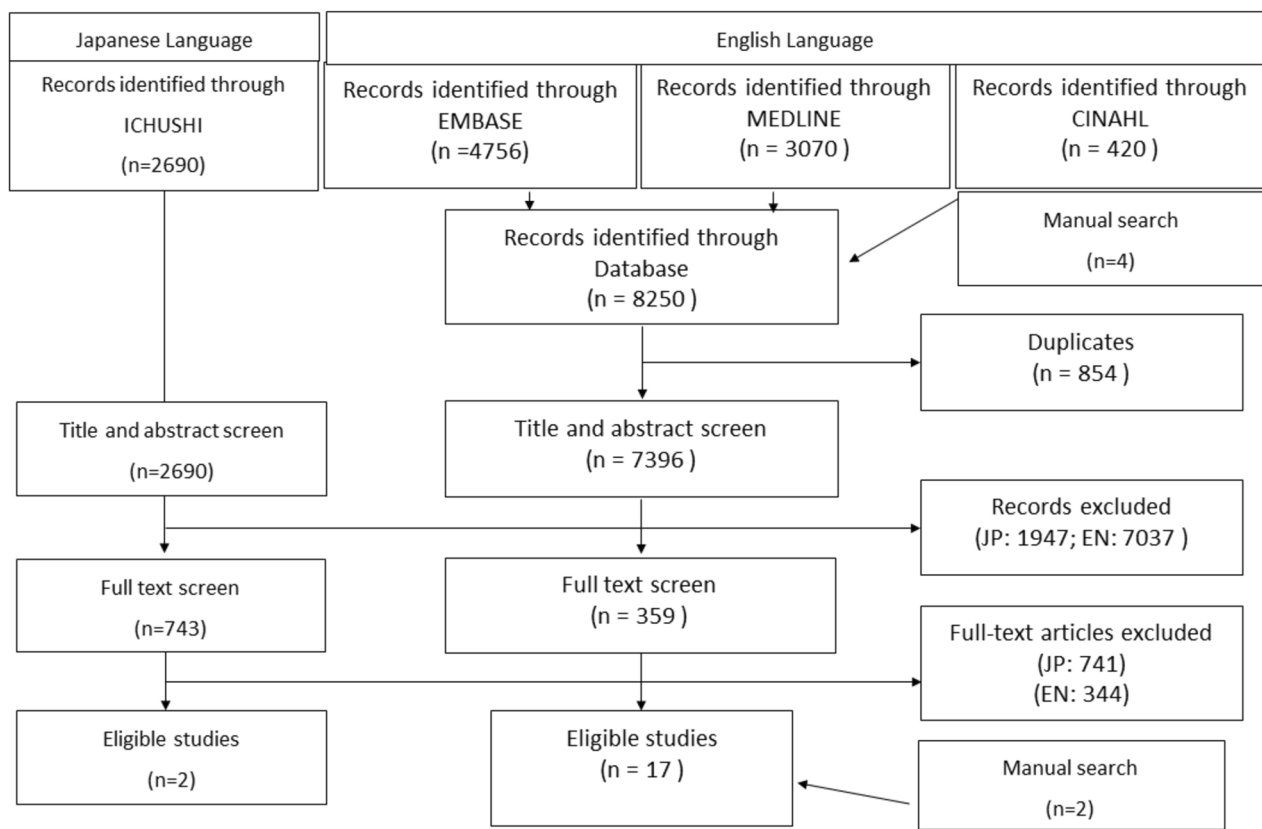 Japanese Language
English Language
Records identified through
ICHUSHI
(n=2690)
Records identified through
EMBASE
(n =4756)
Records identified through
MEDLINE
(n = 3070 )
Records identified through
CINAHL
(n = 420 )
Manual search
(n=4)
Records identified through
Database
(n = 8250 )
Duplicates
(n = 854 )
Title and abstract screen
(n=2690)
Title and abstract screen
(n = 7396 )
Records excluded
(JP: 1947; EN: 7037 )
Full text screen
(n=743)
Full text screen
(n = 359 )
Full-text articles excluded
(JP: 741)
(EN: 344)
Eligible studies
(n=2)
Eligible studies
(n = 17 )
Manual search
(n=2)